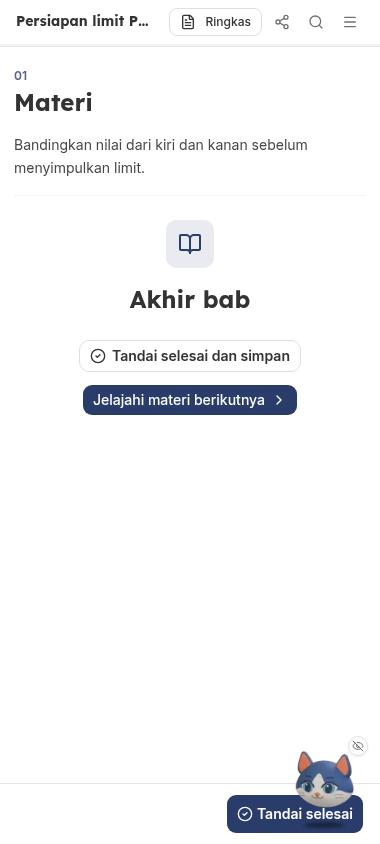 Persiapan limit P...
Ringkas
01
Materi
Bandingkan nilai dari kiri dan kanan sebelum
menyimpulkan limit.
Akhir bab
Tandai selesai dan simpan
Jelajahi materi berikutnya
Tandai selesai